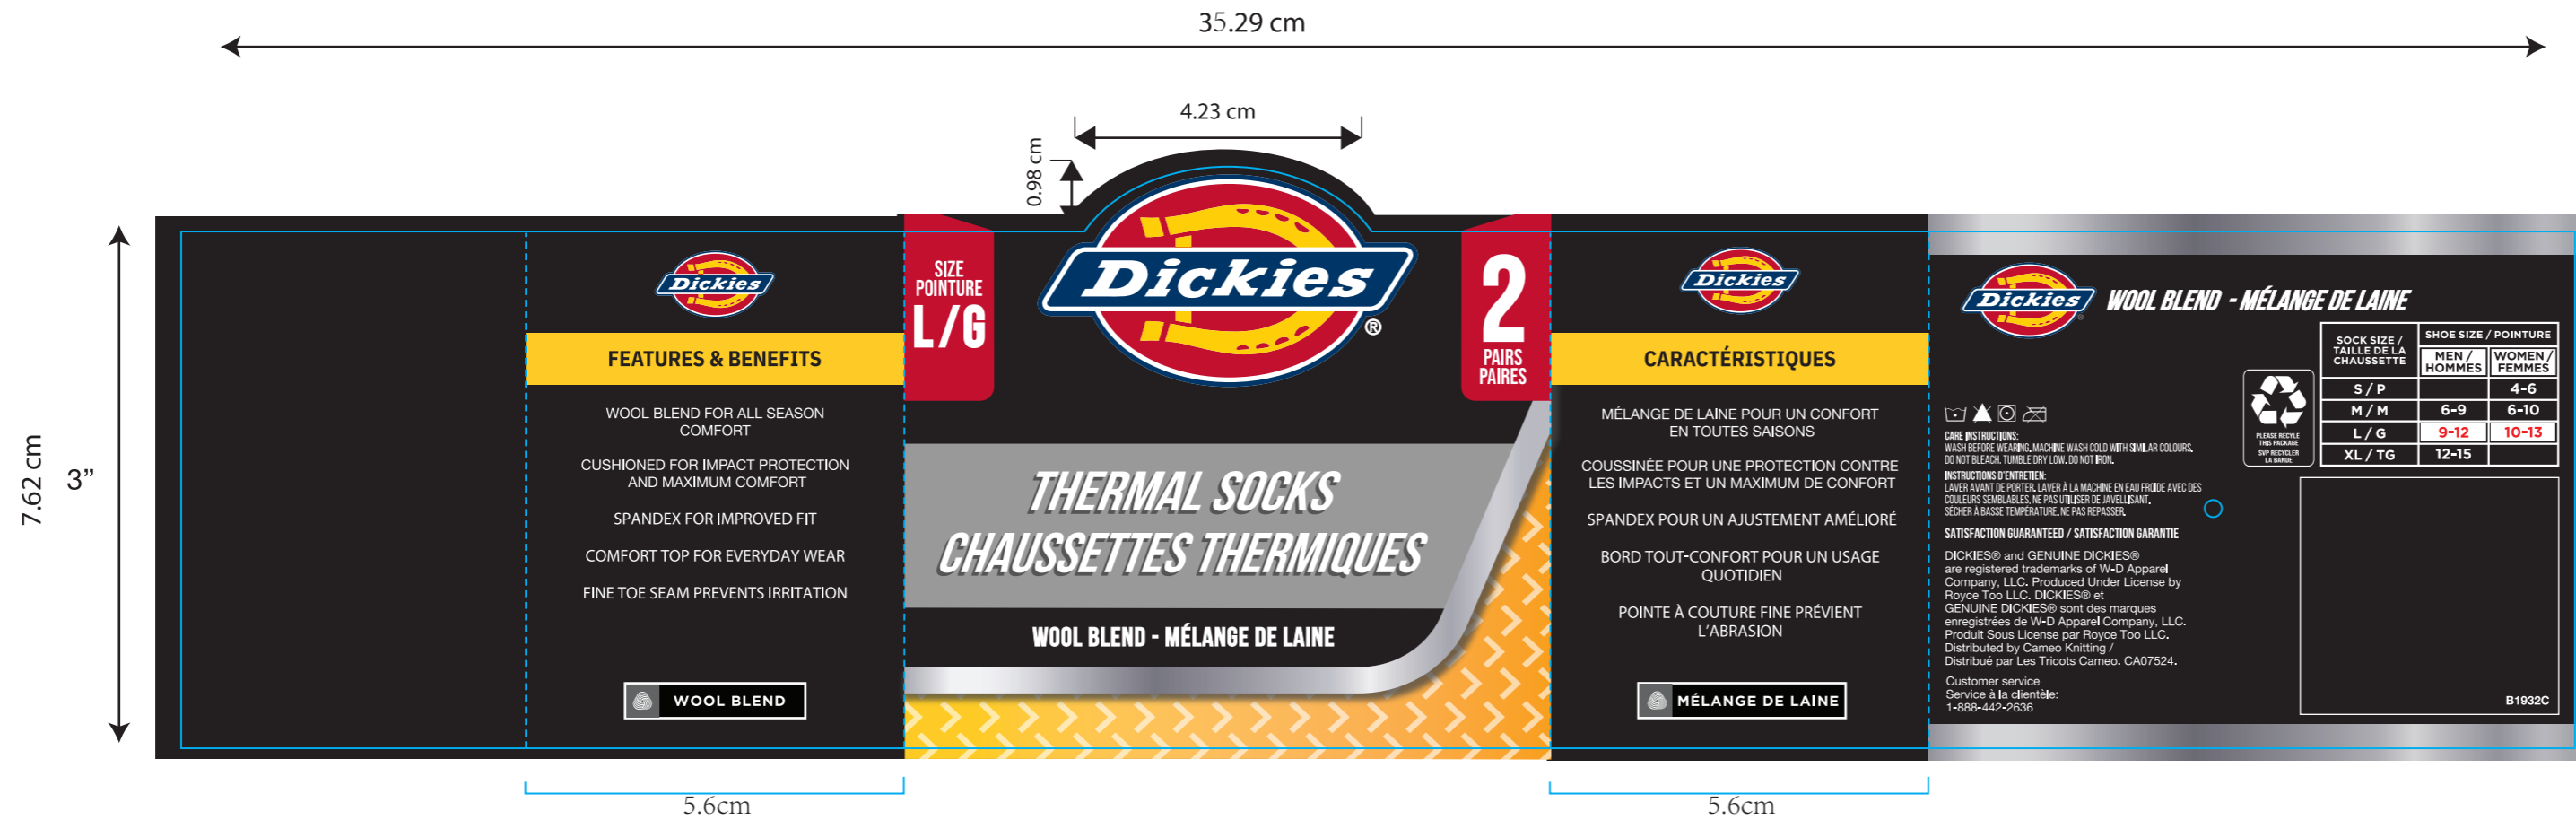 35.29 cm
4.23 cm
0.98 cm
7.62 cm
3”
Dickies
FEATURES & BENEFITS
WOOL BLEND FOR ALL SEASON
COMFORT
CUSHIONED FOR IMPACT PROTECTION
AND MAXIMUM COMFORT
SPANDEX FOR IMPROVED FIT
COMFORT TOP FOR EVERYDAY WEAR
FINE TOE SEAM PREVENTS IRRITATION
WOOL BLEND
5.6cm
SIZE
POINTURE
L/G
Dickies
®
2
PAIRS
PAIRES
THERMAL SOCKS
CHAUSSETTES THERMIQUES
WOOL BLEND - MÉLANGE DE LAINE
Dickies
CARACTÉRISTIQUES
MÉLANGE DE LAINE POUR UN CONFORT
EN TOUTES SAISONS
COUSSINÉE POUR UNE PROTECTION CONTRE
LES IMPACTS ET UN MAXIMUM DE CONFORT
SPANDEX POUR UN AJUSTEMENT AMÉLIORÉ
BORD TOUT-CONFORT POUR UN USAGE
QUOTIDIEN
POINTE À COUTURE FINE PRÉVIENT
L'ABRASION
MÉLANGE DE LAINE
5.6cm
Dickies ®
WOOL BLEND - MÉLANGE DE LAINE
SOCK SIZE /
TAILLE DE LA
CHAUSSETTE
SHOE SIZE / POINTURE
MEN /
HOMMES
WOMEN /
FEMMES
S / P 4-6
M / M 6-9 6-10
L / G 9-12 10-13
XL / TG 12-15
PLEASE RECYLE
THIS PACKAGE
SVP RECYCLER
LA BANDE
CARE INSTRUCTIONS:
WASH BEFORE WEARING. MACHINE WASH COLD WITH SIMILAR COLOURS.
DO NOT BLEACH. TUMBLE DRY LOW. DO NOT IRON.
INSTRUCTIONS D'ENTRETIEN:
LAVER AVANT DE PORTER. LAVER À LA MACHINE EN EAU FROIDE AVEC DES
COULEURS SEMBLABLES. NE PAS UTILISER DE JAVELLISANT.
SÉCHER À BASSE TEMPÉRATURE. NE PAS REPASSER.
SATISFACTION GUARANTEED / SATISFACTION GARANTIE
DICKIES® and GENUINE DICKIES®
are registered trademarks of W-D Apparel
Company, LLC. Produced Under License by
Royce Too LLC. DICKIES® et
GENUINE DICKIES® sont des marques
enregistrées de W-D Apparel Company, LLC.
Produit Sous License par Royce Too LLC.
Distributed by Cameo Knitting /
Distribué par Les Tricots Cameo. CA07524.
Customer service
Service à la clientèle:
1-888-442-2636
B1932C